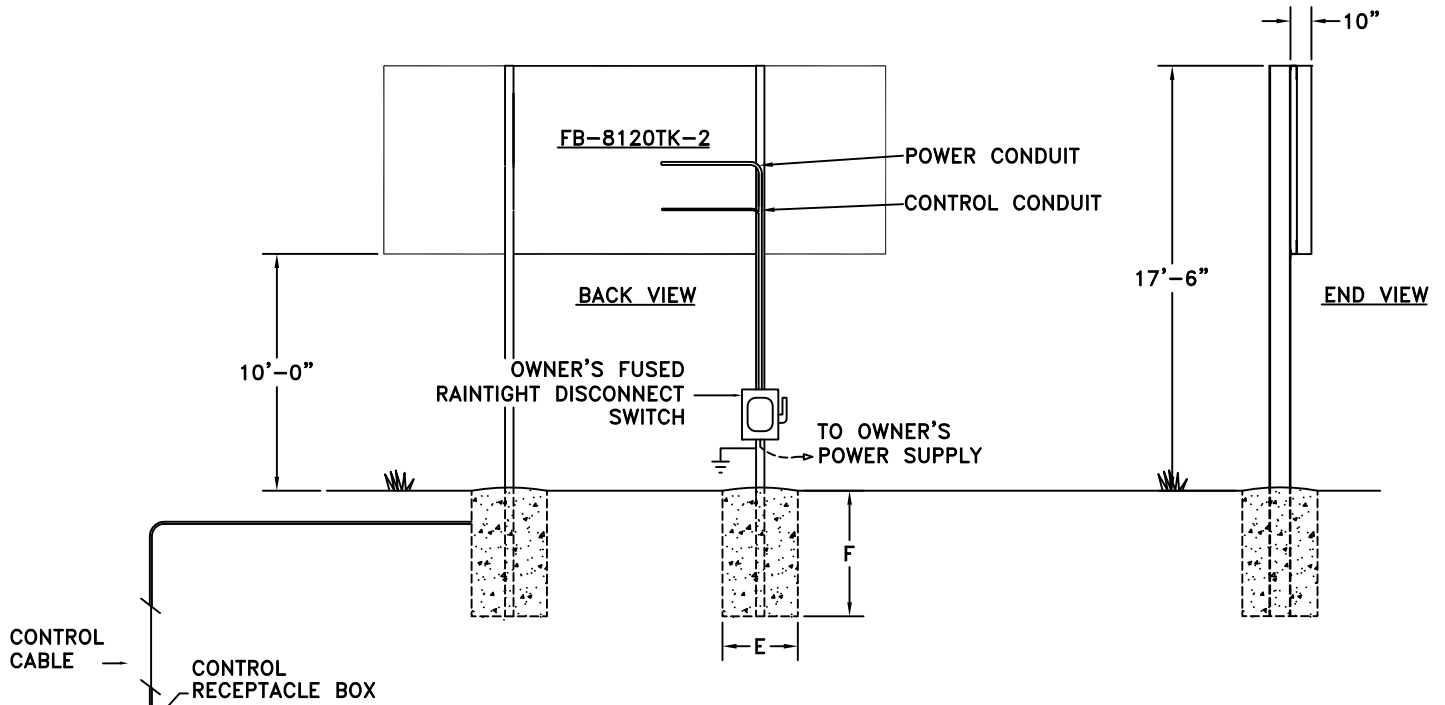 10”
FB-8120TK-2
POWER CONDUIT
CONTROL CONDUIT
17’-6”
BACK VIEW
END VIEW
10’-0”
OWNER’S FUSED
RAINTIGHT DISCONNECT
SWITCH
TO OWNER’S
POWER SUPPLY
F
E
CONTROL
CABLE
CONTROL
RECEPTACLE BOX